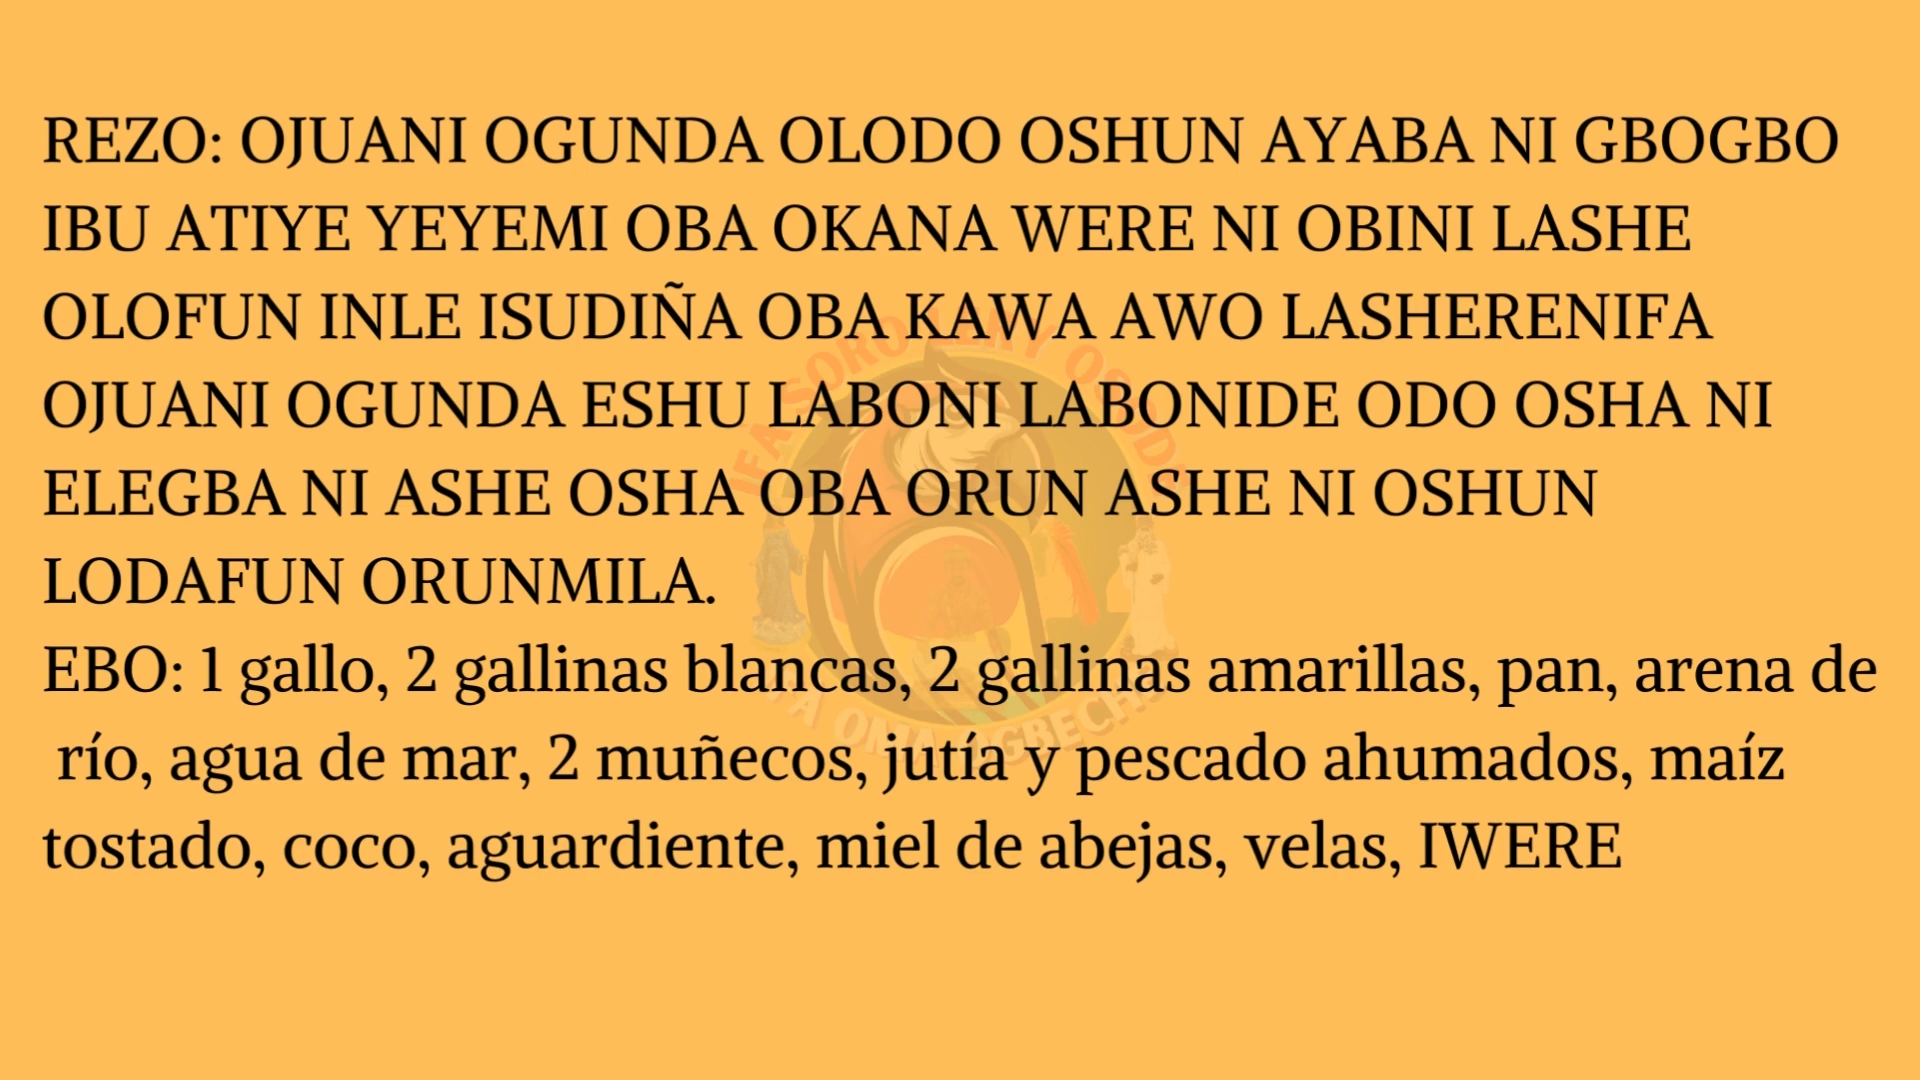 REZO: OJUANI OGUNDA OLODO OSHUN AYABA NI GBOGBO
IBU ATIYE YEYEMI OBA OKANA WERE NI OBINI LASHE
OLOFUN INLE ISUDIÑA OBA KAWA AWO LASHERENIFA
OJUANI OGUNDA ESHU LABONI LABONIDE ODO OSHA NI
ELEGBA NI ASHE OSHA OBA ORUN ASHE NI OSHUN
LODAFUN ORUNMILA.
EBO: 1 gallo, 2 gallinas blancas, 2 gallinas amarillas, pan, arena de
río, agua de mar, 2 muñecos, jutía y pescado ahumados, maíz
tostado, coco, aguardiente, miel de abejas, velas, IWERE